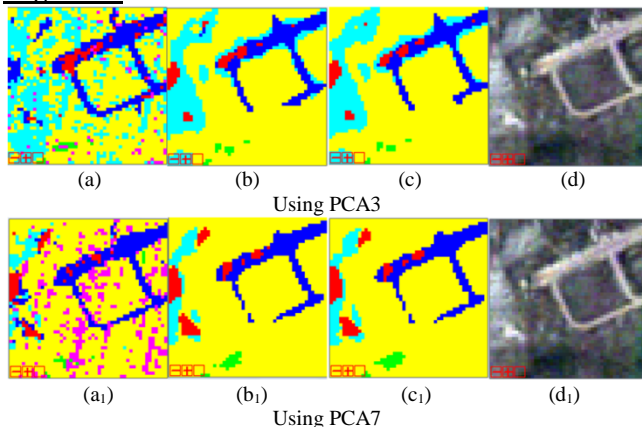 (a) (b) (c) (d)
Using PCA3
(a₁) (b₁) (c₁) (d₁)
Using PCA7